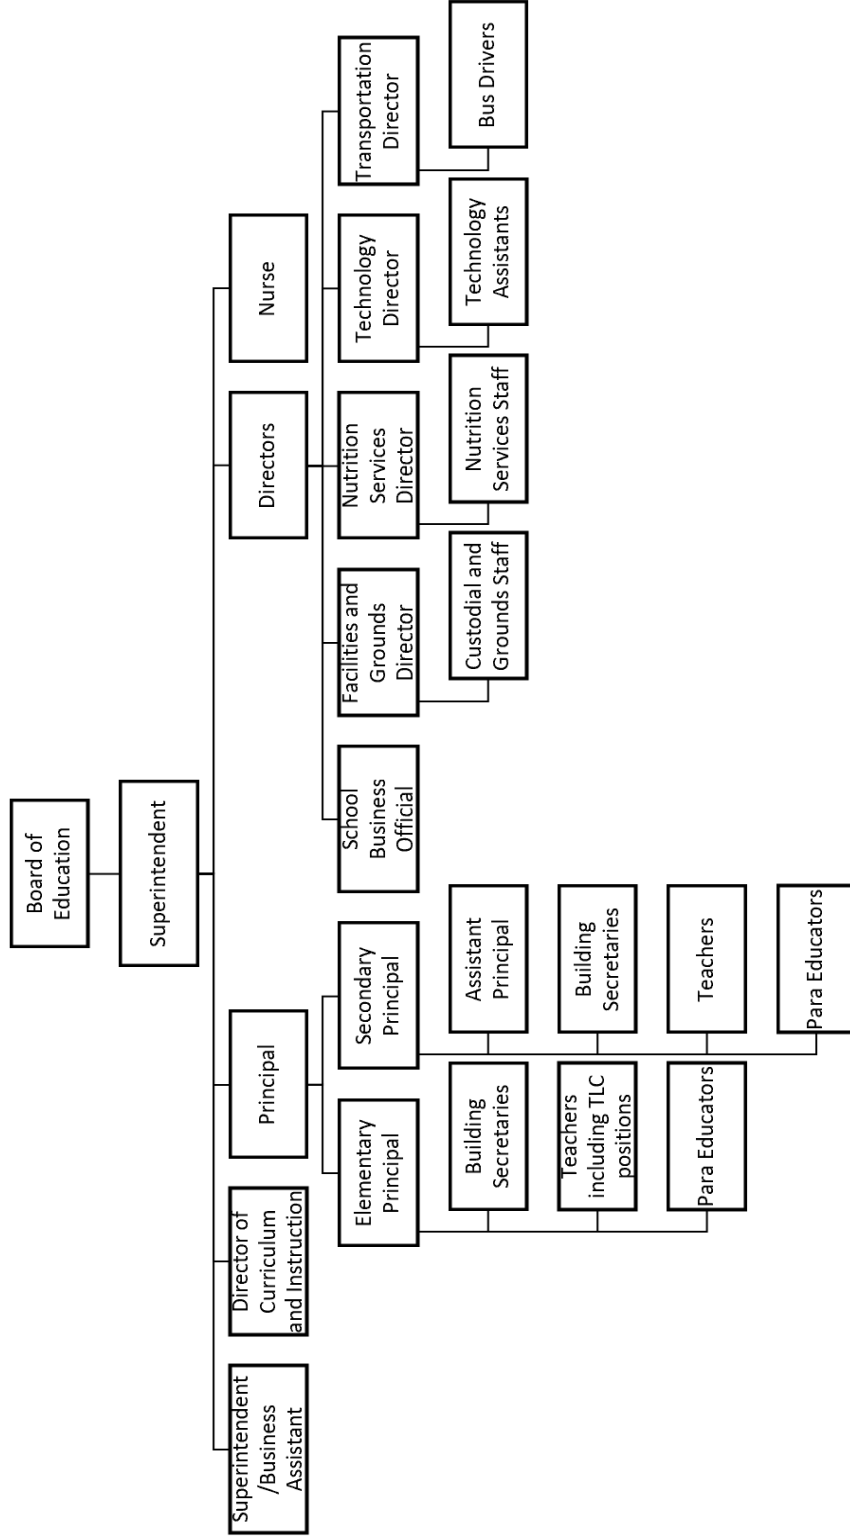 Board of
Education
Superintendent
Superintendent
/Business
Assistant
Director of
Curriculum
and Instruction
Principal
Directors
Nurse
Elementary
Principal
Secondary
Principal
School
Business
Official
Facilities and
Grounds
Director
Nutrition
Services
Director
Technology
Director
Transportation
Director
Building
Secretaries
Teachers
including TLC
positions
Para Educators
Assistant
Principal
Building
Secretaries
Teachers
Para Educators
Custodial and
Grounds Staff
Nutrition
Services Staff
Technology
Assistants
Bus Drivers